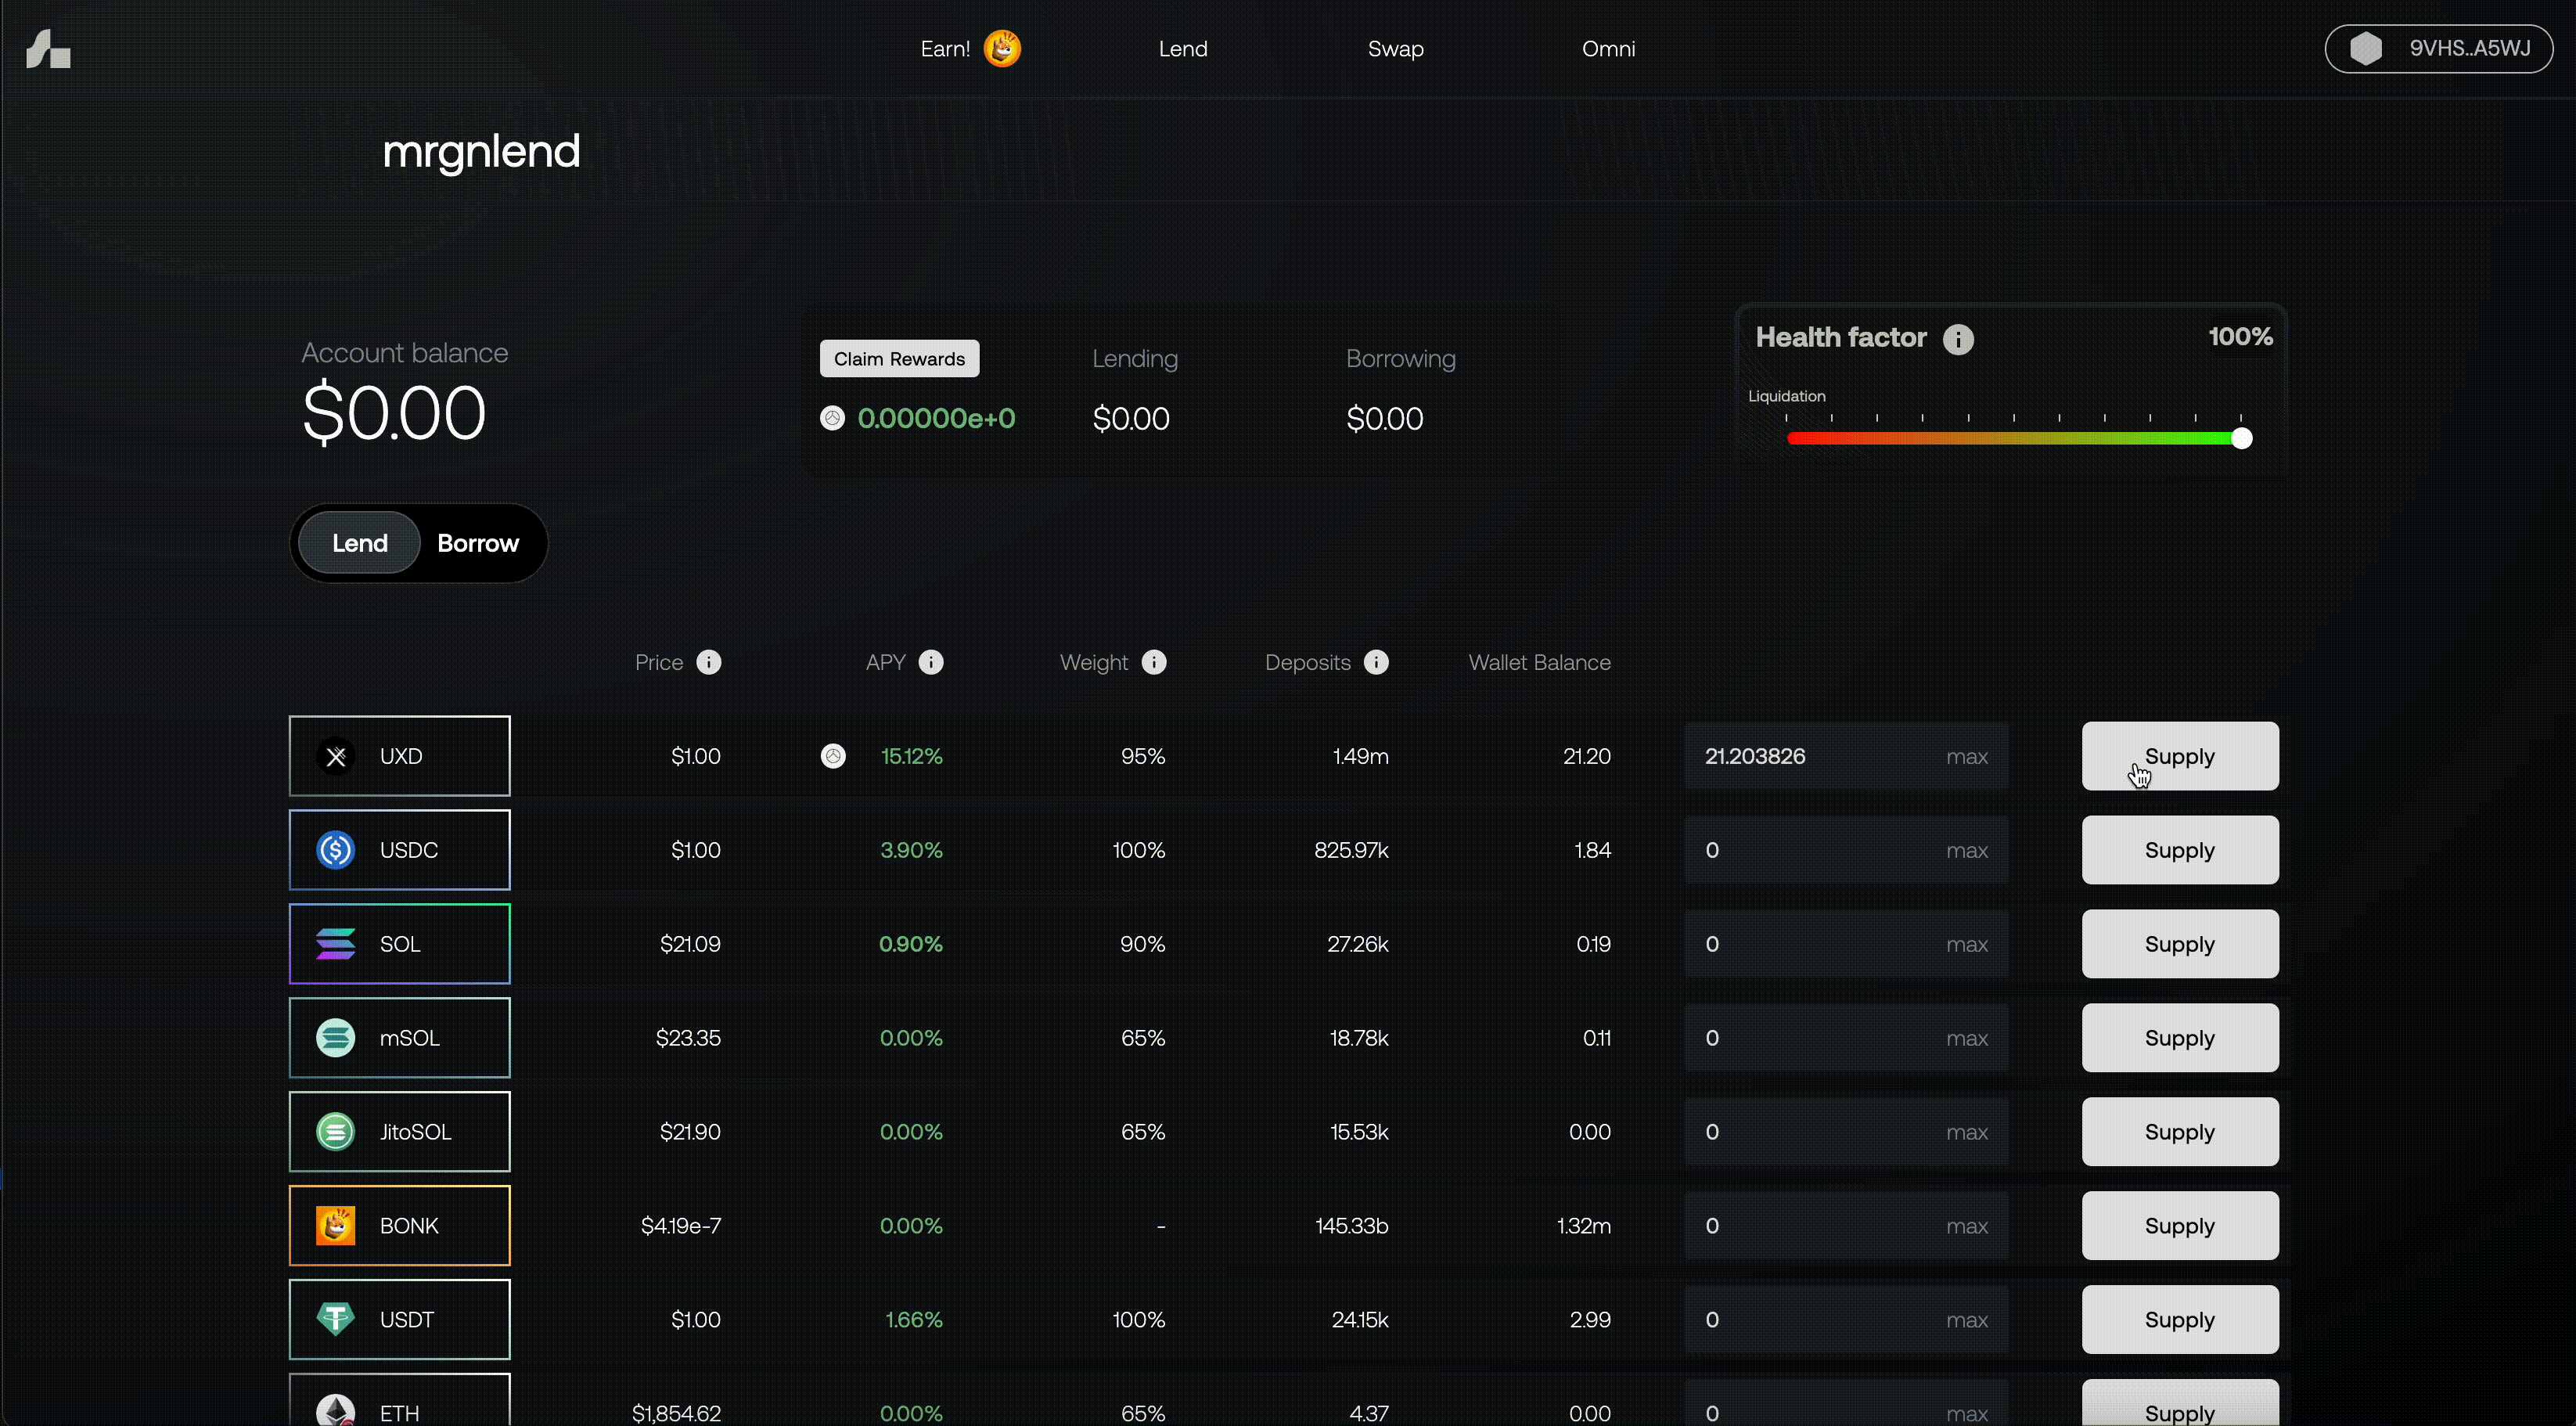 Earn! Lend Swap Omni 9VHS..A5WJ
mrgnlend
Account balance
$0.00
Claim Rewards Lending Borrowing
0.00000e+0 $0.00 $0.00
Health factor 100%
Liquidation
Lend Borrow
Price APY Weight Deposits Wallet Balance
UXD $1.00 15.12% 95% 1.49m 21.20 21.203826 max Supply
USDC $1.00 3.90% 100% 825.97k 1.84 0 max Supply
SOL $21.09 0.90% 90% 27.26k 0.19 0 max Supply
mSOL $23.35 0.00% 65% 18.78k 0.11 0 max Supply
JitoSOL $21.90 0.00% 65% 15.53k 0.00 0 max Supply
BONK $4.19e-7 0.00% - 145.33b 1.32m 0 max Supply
USDT $1.00 1.66% 100% 24.15k 2.99 0 max Supply
ETH $1,854.62 0.00% 65% 4.37 0.00 0 max Supply